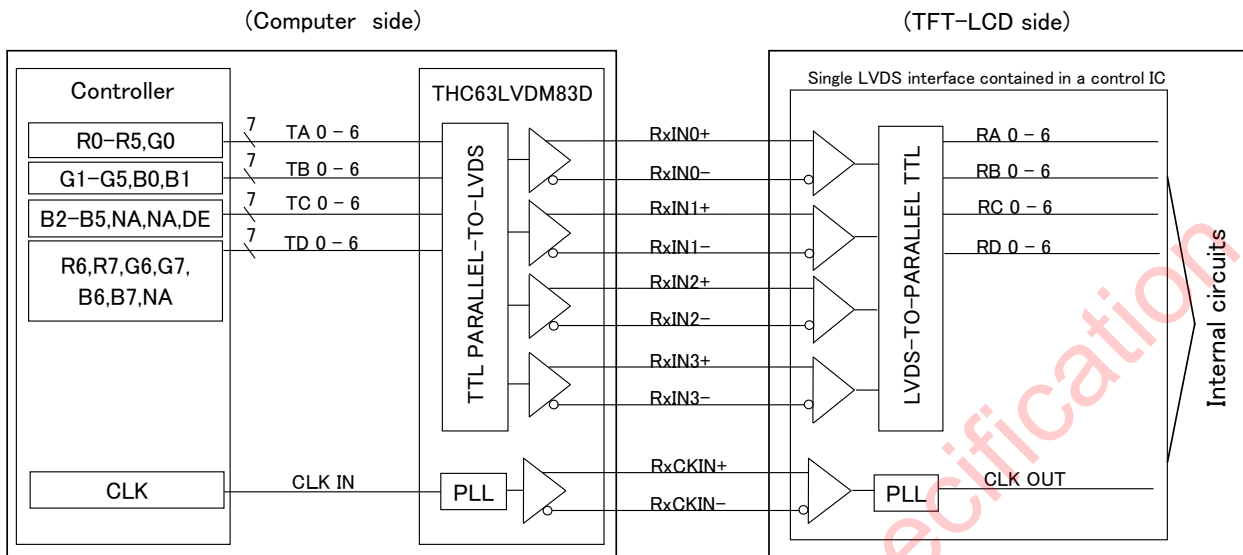 (Computer side)
(TFT-LCD side)
Controller
R0-R5,G0
G1-G5,B0,B1
B2-B5,NA,NA,DE
R6,R7,G6,G7,
B6,B7,NA
CLK
7
TA 0-6
7
TB 0-6
7
TC 0-6
7
TD 0-6
CLK IN
THC63LVDM83D
TTL PARALLEL-TO-LVDS
PLL
RxIN0+
RxIN0-
RxIN1+
RxIN1-
RxIN2+
RxIN2-
RxIN3+
RxIN3-
RxCKIN+
RxCKIN-
Single LVDS interface contained in a control IC
LVDS-TO-PARALLEL TTL
PLL
RA 0-6
RB 0-6
RC 0-6
RD 0-6
CLK OUT
Internal circuits
ecification